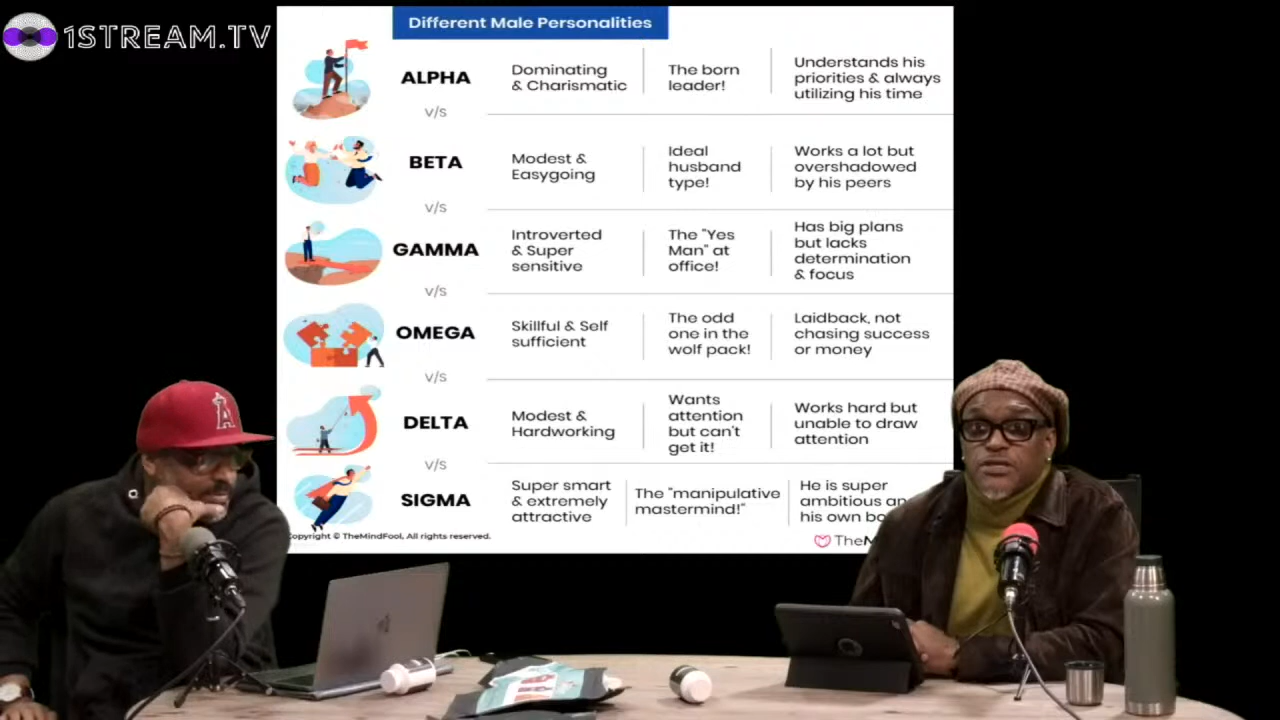 1STREAM.TV
Different Male Personalities
ALPHA
Dominating
& Charismatic
The born
leader!
Understands his
priorities & always
utilizing his time
v/s
BETA
Modest &
Easygoing
Ideal
husband
type!
Works a lot but
overshadowed
by his peers
v/s
GAMMA
Introverted
& Super
sensitive
The "Yes
Man" at
office!
Has big plans
but lacks
determination
& focus
v/s
OMEGA
Skillful & Self
sufficient
The odd
one in the
wolf pack!
Laidback, not
chasing success
or money
v/s
DELTA
Modest &
Hardworking
Wants
attention
but can't
get it!
Works hard but
unable to draw
attention
v/s
SIGMA
Super smart
& extremely
attractive
The "manipulative
mastermind!"
He is super
ambitious an
his own bo
opyright © TheMindFool, All rights reserved.
TheM
A